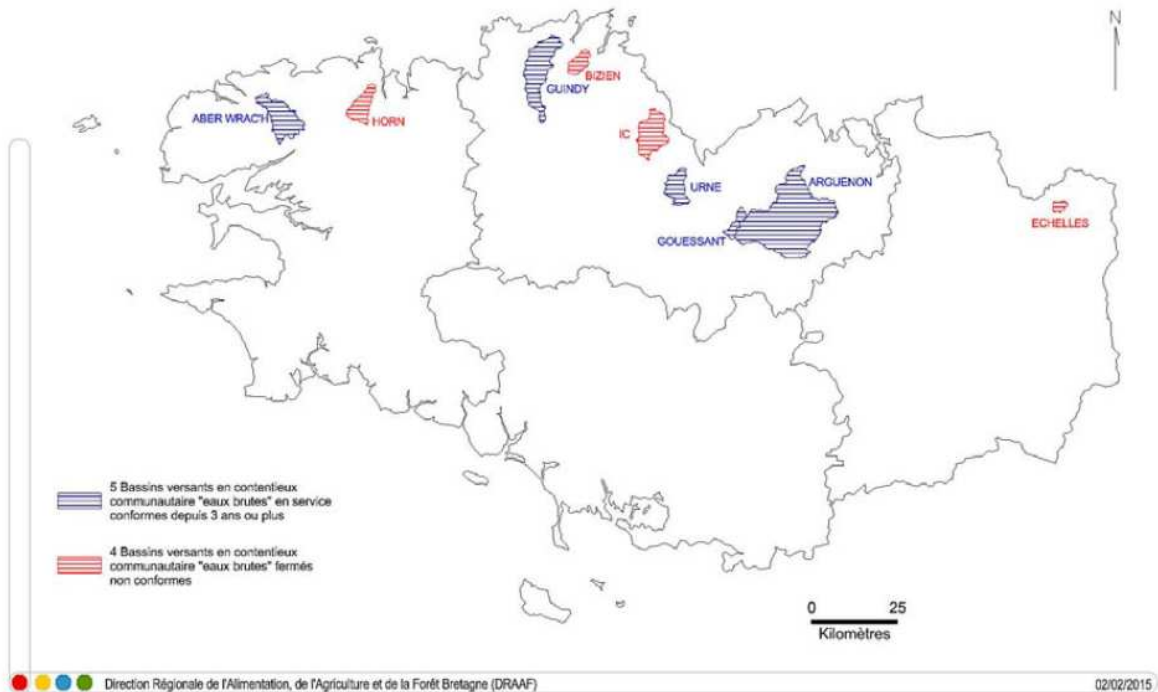 N
BIZIEN
GUINDY
ABER WRAC'H
HORN
IC
URNE
ARGUENON
ECHELLES
GOUESSANT
5 Bassins versants en contentieux
communautaire "eaux brutes" en service
conformes depuis 3 ans ou plus
4 Bassins versants en contentieux
communautaire "eaux brutes" fermés
non conformes
0 25
Kilomètres
Direction Régionale de l'Alimentation, de l'Agriculture et de la Forêt Bretagne (DRAAF) 02/02/2015